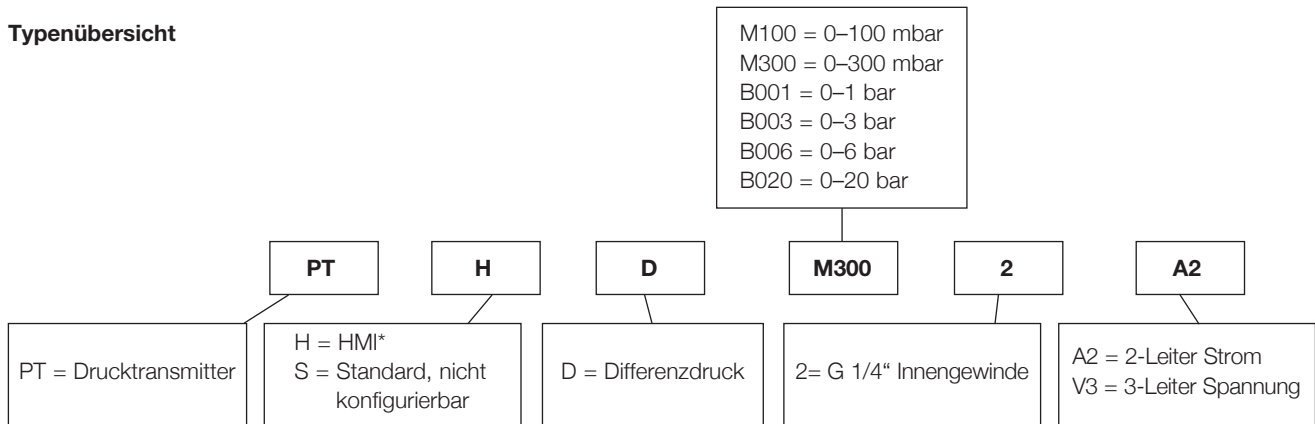 Typenübersicht
M100 = 0–100 mbar
M300 = 0–300 mbar
B001 = 0–1 bar
B003 = 0–3 bar
B006 = 0–6 bar
B020 = 0–20 bar
PT
H
D
M300
2
A2
PT = Drucktransmitter
H = HMI*
S = Standard, nicht
konfigurierbar
D = Differenzdruck
2= G 1/4“ Innengewinde
A2 = 2-Leiter Strom
V3 = 3-Leiter Spannung